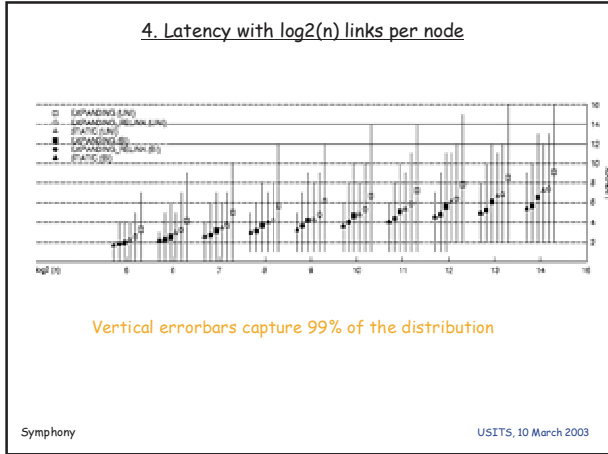 4. Latency with log2(n) links per node
16
EXPANDING (UNI)
EXPANDING_RELINK (UNI)
14
STATIC (UNI)
EXPANDING (BI)
12
EXPANDING_RELINK (BI)
STATIC (BI)
10
Latency
8
6
4
2
log2 (n) 5 6 7 8 9 10 11 12 13 14 15
Vertical errorbars capture 99% of the distribution
Symphony
USITS, 10 March 2003